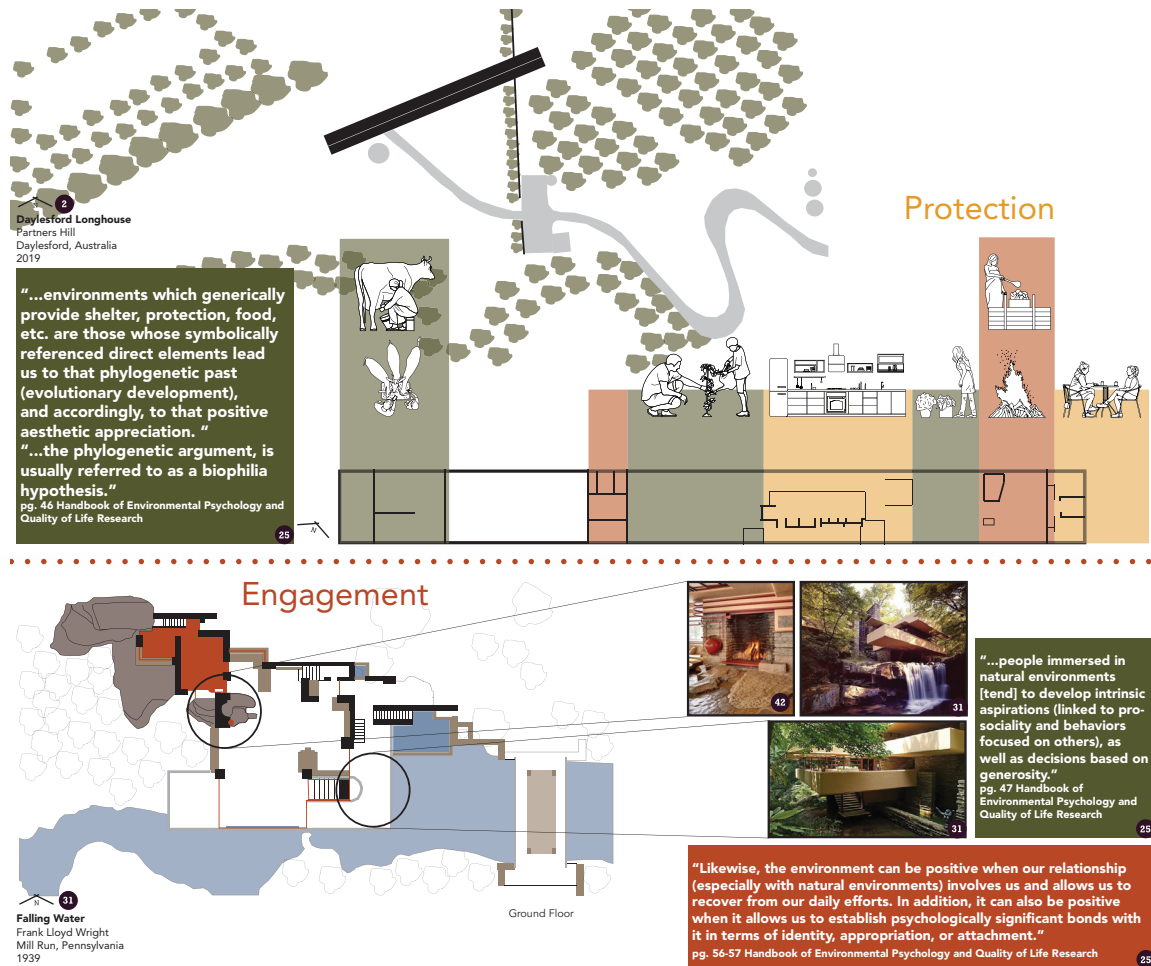 Protection
N
2
Daylesford Longhouse
Partners Hill
Daylesford, Australia
2019
“...environments which generically
provide shelter, protection, food,
etc. are those whose symbolically
referenced direct elements lead
us to that phylogenetic past
(evolutionary development),
and accordingly, to that positive
aesthetic appreciation. “
“...the phylogenetic argument, is
usually referred to as a biophilia
hypothesis.”
pg. 46 Handbook of Environmental Psychology and
Quality of Life Research
25
N
Engagement
42
31
31
“...people immersed in
natural environments
[tend] to develop intrinsic
aspirations (linked to pro-
sociality and behaviors
focused on others), as
well as decisions based on
generosity.”
pg. 47 Handbook of
Environmental Psychology and
Quality of Life Research
25
“Likewise, the environment can be positive when our relationship
(especially with natural environments) involves us and allows us to
recover from our daily efforts. In addition, it can also be positive
when it allows us to establish psychologically significant bonds with
it in terms of identity, appropriation, or attachment.”
pg. 56-57 Handbook of Environmental Psychology and Quality of Life Research
25
Ground Floor
N
31
Falling Water
Frank Lloyd Wright
Mill Run, Pennsylvania
1939